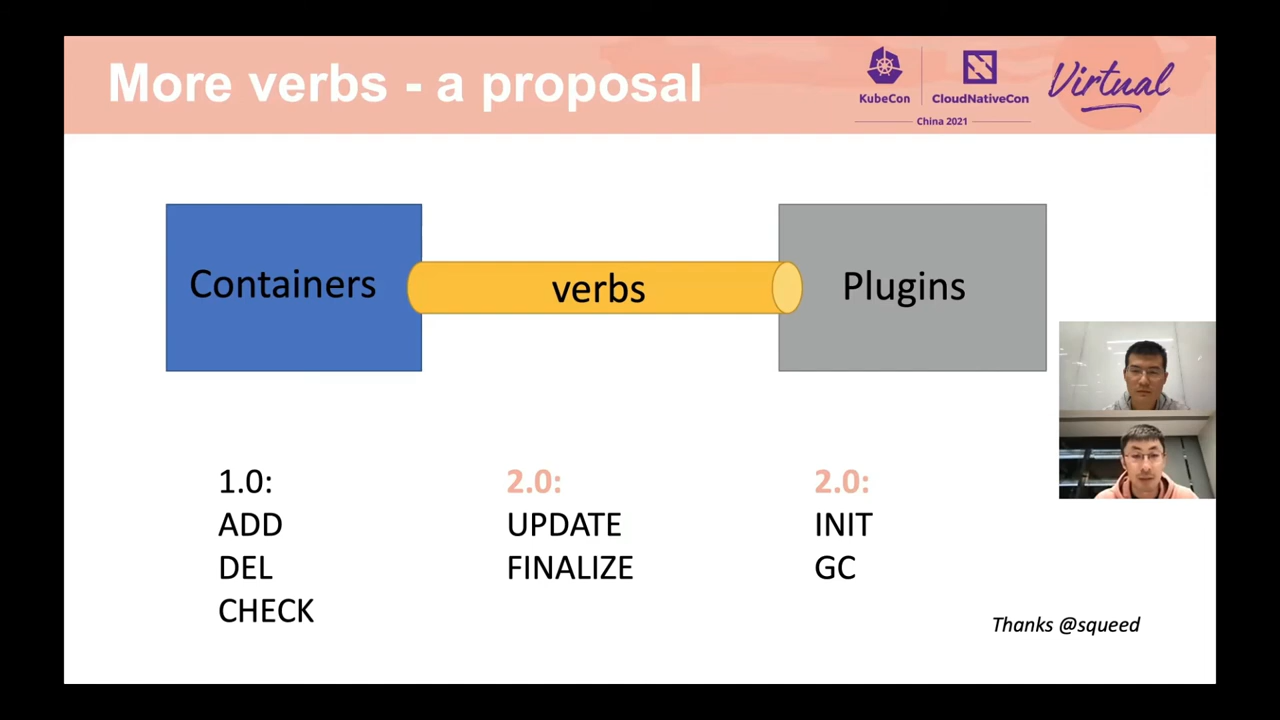 More verbs - a proposal
KubeCon
CloudNativeCon
China 2021
Virtual
Containers
verbs
Plugins
1.0:
ADD
DEL
CHECK
2.0:
UPDATE
FINALIZE
2.0:
INIT
GC
Thanks @squeed